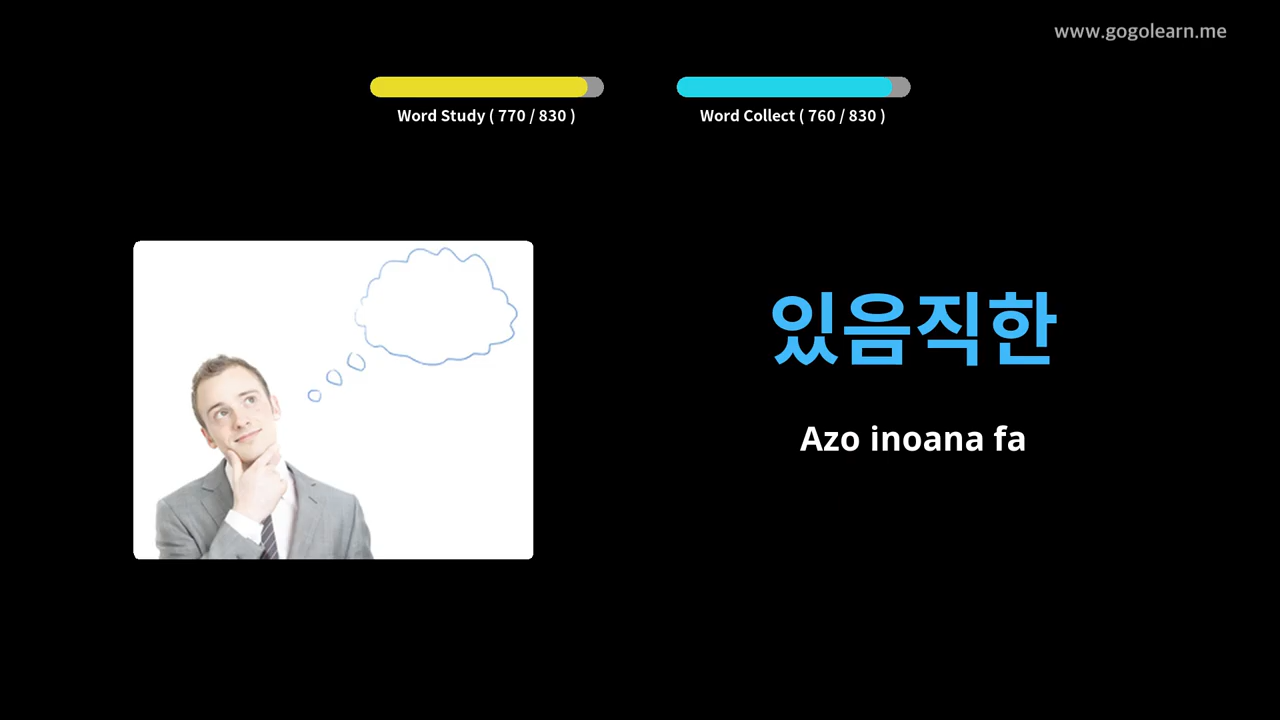 www.gogolearn.me
Word Study ( 770 / 830 )
Word Collect ( 760 / 830 )
있음직한
Azo inoana fa